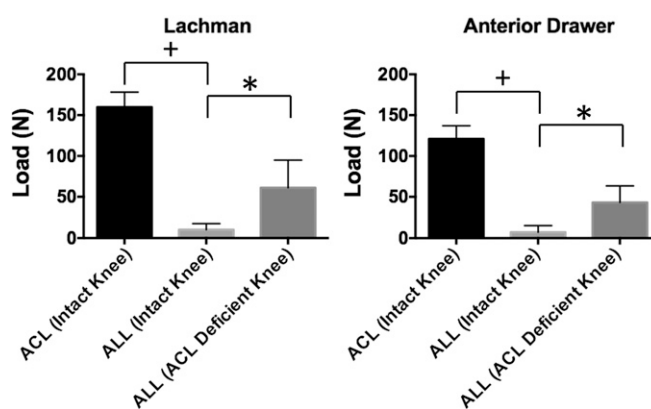 Lachman
+
*
Load (N)
200
150
100
50
0
ACL (Intact Knee)
ALL (Intact Knee)
ALL (ACL Deficient Knee)
Anterior Drawer
+
*
Load (N)
200
150
100
50
0
ACL (Intact Knee)
ALL (Intact Knee)
ALL (ACL Deficient Knee)